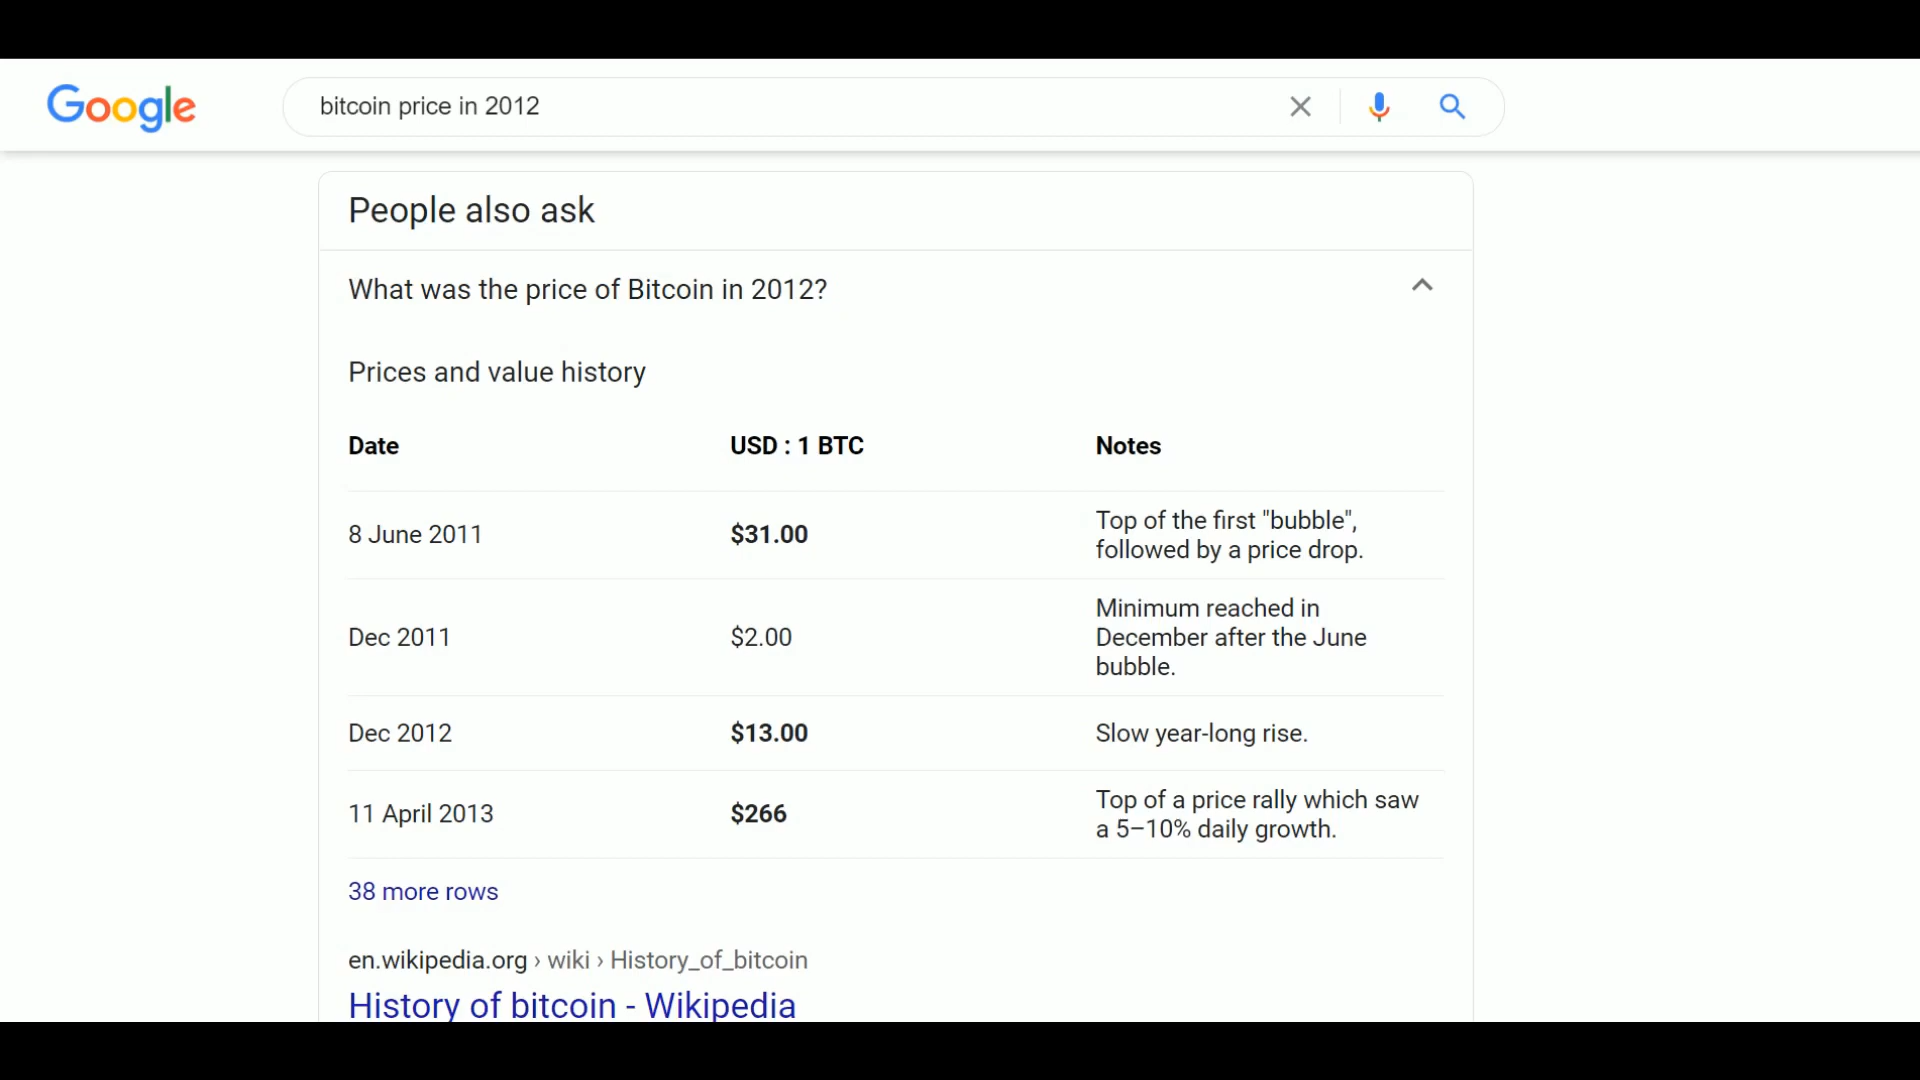 Google
bitcoin price in 2012
People also ask
What was the price of Bitcoin in 2012?
Prices and value history
Date USD : 1 BTC Notes
8 June 2011 $31.00 Top of the first "bubble",
followed by a price drop.
Dec 2011 $2.00 Minimum reached in
December after the June
bubble.
Dec 2012 $13.00 Slow year-long rise.
11 April 2013 $266 Top of a price rally which saw
a 5–10% daily growth.
38 more rows
en.wikipedia.org › wiki › History_of_bitcoin
History of bitcoin - Wikipedia